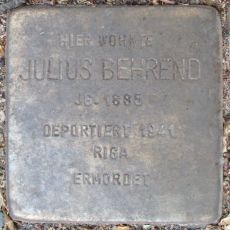 HIER WOHNTE
JULIUS BEHREND
JG. 1885
DEPORTIERT 1941
RIGA
ERMORDET